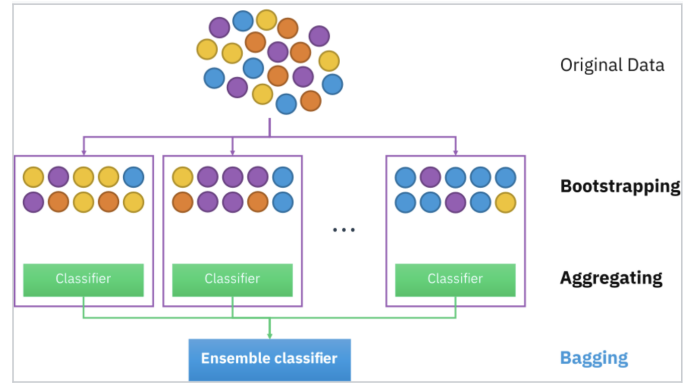 Original Data
Bootstrapping
...
Classifier
Classifier
Classifier
Aggregating
Ensemble classifier
Bagging